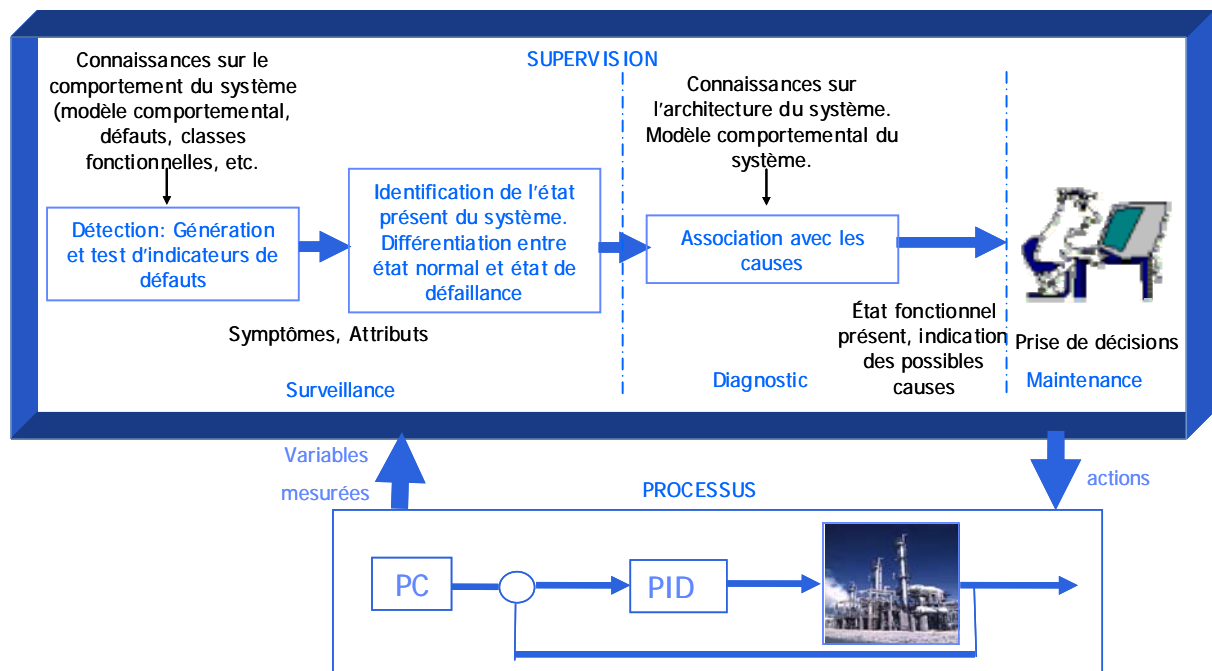 SUPERVISION
Connaissances sur le
comportement du système
(modèle comportemental,
défauts, classes
fonctionnelles, etc.
Détection: Génération
et test d'indicateurs de
défauts
Identification de l'état
présent du système.
Différentiation entre
état normal et état de
défaillance
Symptômes, Attributs
Surveillance
Connaissances sur
l'architecture du système.
Modèle comportemental du
système.
Association avec les
causes
État fonctionnel
présent, indication
des possibles
causes
Diagnostic
Prise de décisions
Maintenance
Variables
mesurées
actions
PROCESSUS
PC
PID